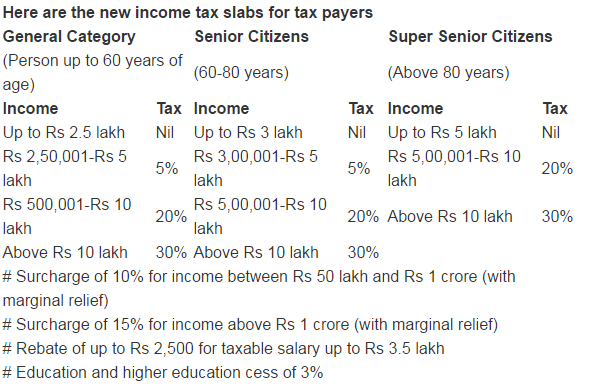 Here are the new income tax slabs for tax payers
General Category Senior Citizens Super Senior Citizens
(Person up to 60 years of age) (60-80 years) (Above 80 years)
Income Tax Income Tax Income Tax
Up to Rs 2.5 lakh Nil Up to Rs 3 lakh Nil Up to Rs 5 lakh Nil
Rs 2,50,001-Rs 5 lakh 5% Rs 3,00,001-Rs 5 lakh 5% Rs 5,00,001-Rs 10 lakh 20%
Rs 500,001-Rs 10 lakh 20% Rs 5,00,001-Rs 10 lakh 20% Above Rs 10 lakh 30%
Above Rs 10 lakh 30% Above Rs 10 lakh 30%
# Surcharge of 10% for income between Rs 50 lakh and Rs 1 crore (with
marginal relief)
# Surcharge of 15% for income above Rs 1 crore (with marginal relief)
# Rebate of up to Rs 2,500 for taxable salary up to Rs 3.5 lakh
# Education and higher education cess of 3%